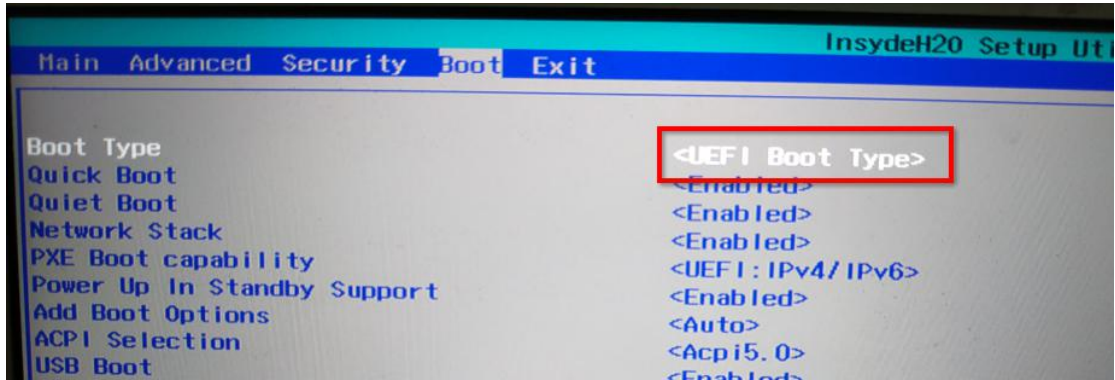 InsydeH20 Setup Uti
Main Advanced Security Boot Exit
Boot Type <UEFI Boot Type>
Quick Boot <Enabled>
Quiet Boot <Enabled>
Network Stack <Enabled>
PXE Boot capability <UEFI:IPv4/IPv6>
Power Up In Standby Support <Enabled>
Add Boot Options <Auto>
ACPI Selection <Acpi5.0>
USB Boot <Enabled>